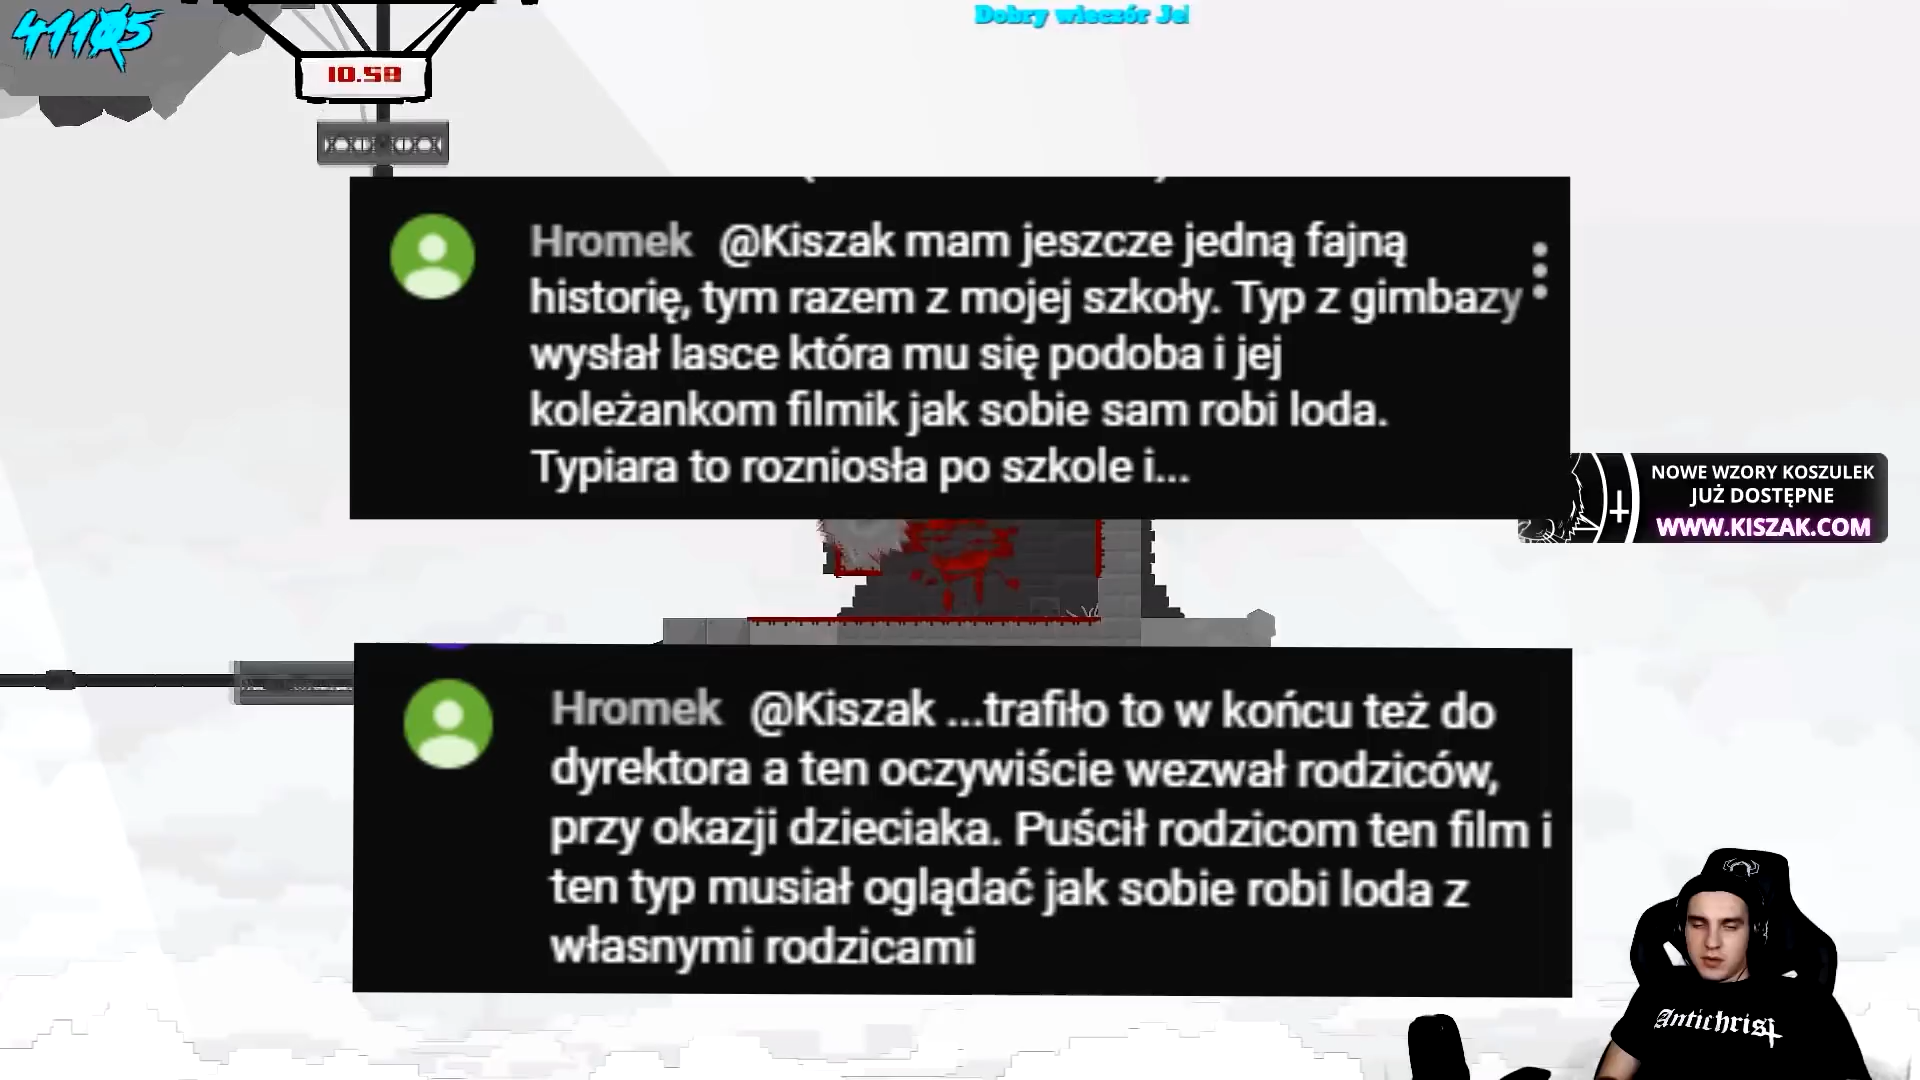 41105
Dobry wieczór Je
10.58
Hromek @Kiszak mam jeszcze jedną fajną
historię, tym razem z mojej szkoły. Typ z gimbazy
wysłał lasce która mu się podoba i jej
koleżankom filmik jak sobie sam robi loda.
Typiara to rozniosła po szkole i...
NOWE WZORY KOSZULEK
JUŻ DOSTĘPNE
WWW.KISZAK.COM
Hromek @Kiszak ...trafiło to w końcu też do
dyrektora a ten oczywiście wezwał rodziców,
przy okazji dzieciaka. Puścił rodzicom ten film i
ten typ musiał oglądać jak sobie robi loda z
własnymi rodzicami
Antichrist